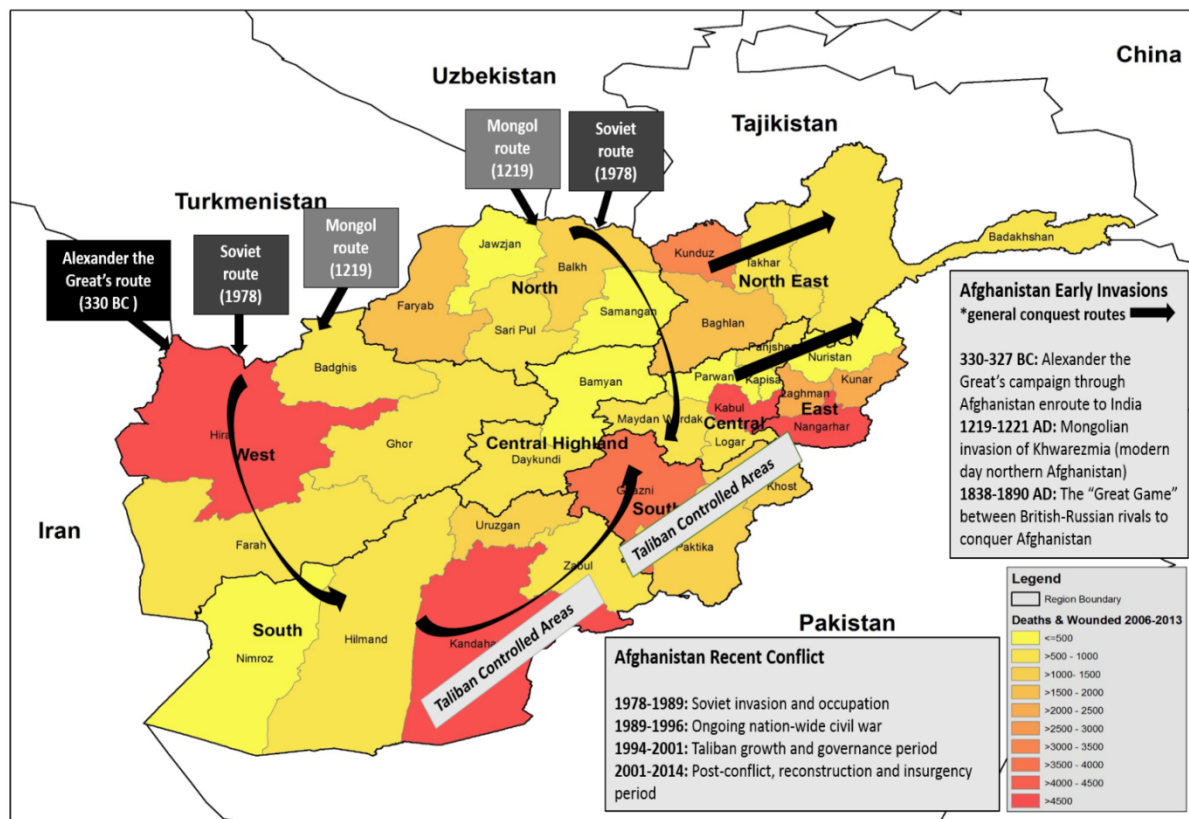 China
Uzbekistan
Tajikistan
Turkmenistan
Iran
Pakistan
Mongol
route
(1219)
Soviet
route
(1978)
Mongol
route
(1219)
Alexander the
Great's route
(330 BC )
Soviet
route
(1978)
Jawzjan
Balkh
Kunduz
Takhar
Badakhshan
North
North East
Faryab
Samangan
Sari Pul
Baghlan
Badghis
Panjshe
Nuristan
Bamyan
Parwan
Kapisa
Kunar
Laghman
Hira
West
Ghor
Maydan Wardak
Kabul
Central
East
Nangarhar
Central Highland
Daykundi
Logar
Khost
South
Uruzgan
Paktika
Farah
Zabul
South
Nimroz
Hilmand
Kandaha
Taliban Controlled Areas
Taliban Controlled Areas
Afghanistan Early Invasions
*general conquest routes
330-327 BC: Alexander the
Great's campaign through
Afghanistan enroute to India
1219-1221 AD: Mongolian
invasion of Khwarezmia (modern
day northern Afghanistan)
1838-1890 AD: The "Great Game"
between British-Russian rivals to
conquer Afghanistan
Legend
Region Boundary
Deaths & Wounded 2006-2013
<=500
>500 - 1000
>1000- 1500
>1500 - 2000
>2000 - 2500
>2500 - 3000
>3000 - 3500
>3500 - 4000
>4000 - 4500
>4500
Afghanistan Recent Conflict
1978-1989: Soviet invasion and occupation
1989-1996: Ongoing nation-wide civil war
1994-2001: Taliban growth and governance period
2001-2014: Post-conflict, reconstruction and insurgency
period